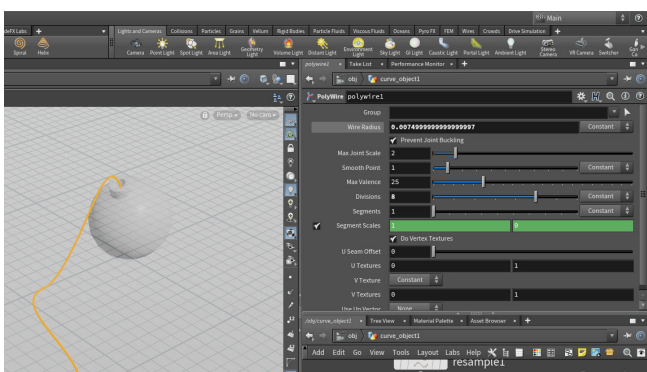 Main
deFX Labs + Lights and Cameras Collisions Particles Grains Vellum Rigid Bodies Particle Fluids Viscous Fluids Oceans Pyro FX FEM Wires Crowds Drive Simulation +
Spiral Helix Camera Point Light Spot Light Area Light Geometry Light Volume Light Distant Light Environment Light Sky Light GI Light Caustic Light Portal Light Ambient Light Stereo Camera VR Camera Switcher
polywire1 × Take List × Performance Monitor × +
obj curve_object1
PolyWire polywire1
Persp No cam
Group
Wire Radius 0.0074999999999999997 Constant
Prevent Joint Buckling
Max Joint Scale 2
Smooth Point 1 Constant
Max Valence 25
Divisions 8 Constant
Segments 1 Constant
Segment Scales 1 0
Do Vertex Textures
U Seam Offset 0
U Textures 0 1
V Texture Constant
V Textures 0 1
Use Up Vector None
/obj/curve_object1 × Tree View × Material Palette × Asset Browser × +
obj curve_object1
Add Edit Go View Tools Layout Labs Help
resample1